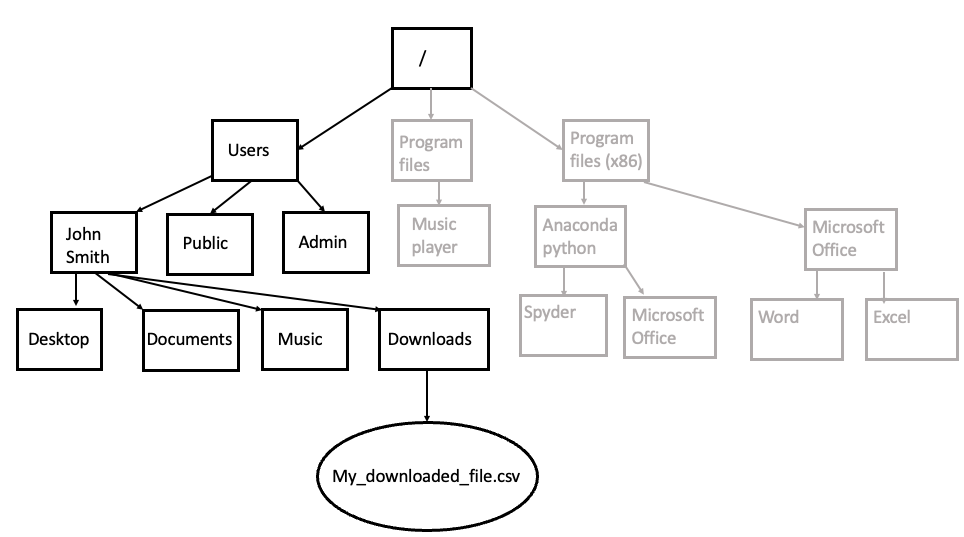 /
Users
Program
files
Program
files (x86)
John
Smith
Public
Admin
Music
player
Anaconda
python
Microsoft
Office
Desktop
Documents
Music
Downloads
Spyder
Microsoft
Office
Word
Excel
My_downloaded_file.csv